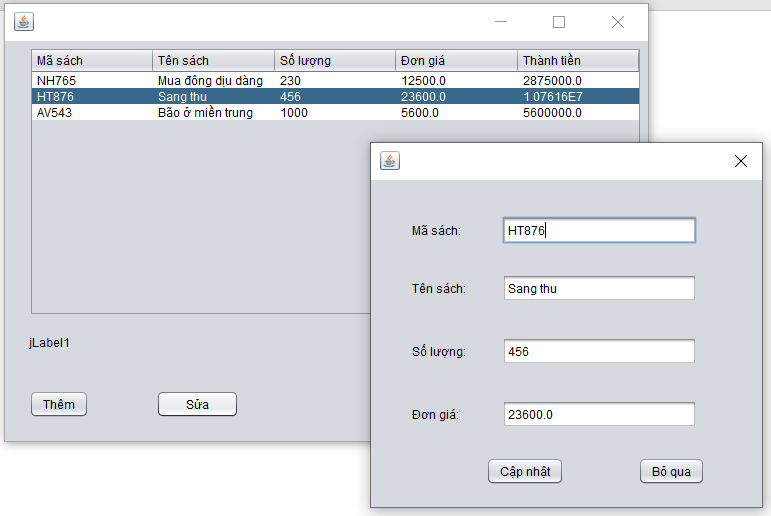 Mã sách Tên sách Số lượng Đơn giá Thành tiền
NH765 Mua đông dịu dàng 230 12500.0 2875000.0
HT876 Sang thu 456 23600.0 1.07616E7
AV543 Bão ở miền trung 1000 5600.0 5600000.0
jLabel1
Thêm Sửa
Mã sách: HT876
Tên sách: Sang thu
Số lượng: 456
Đơn giá: 23600.0
Cập nhật Bỏ qua